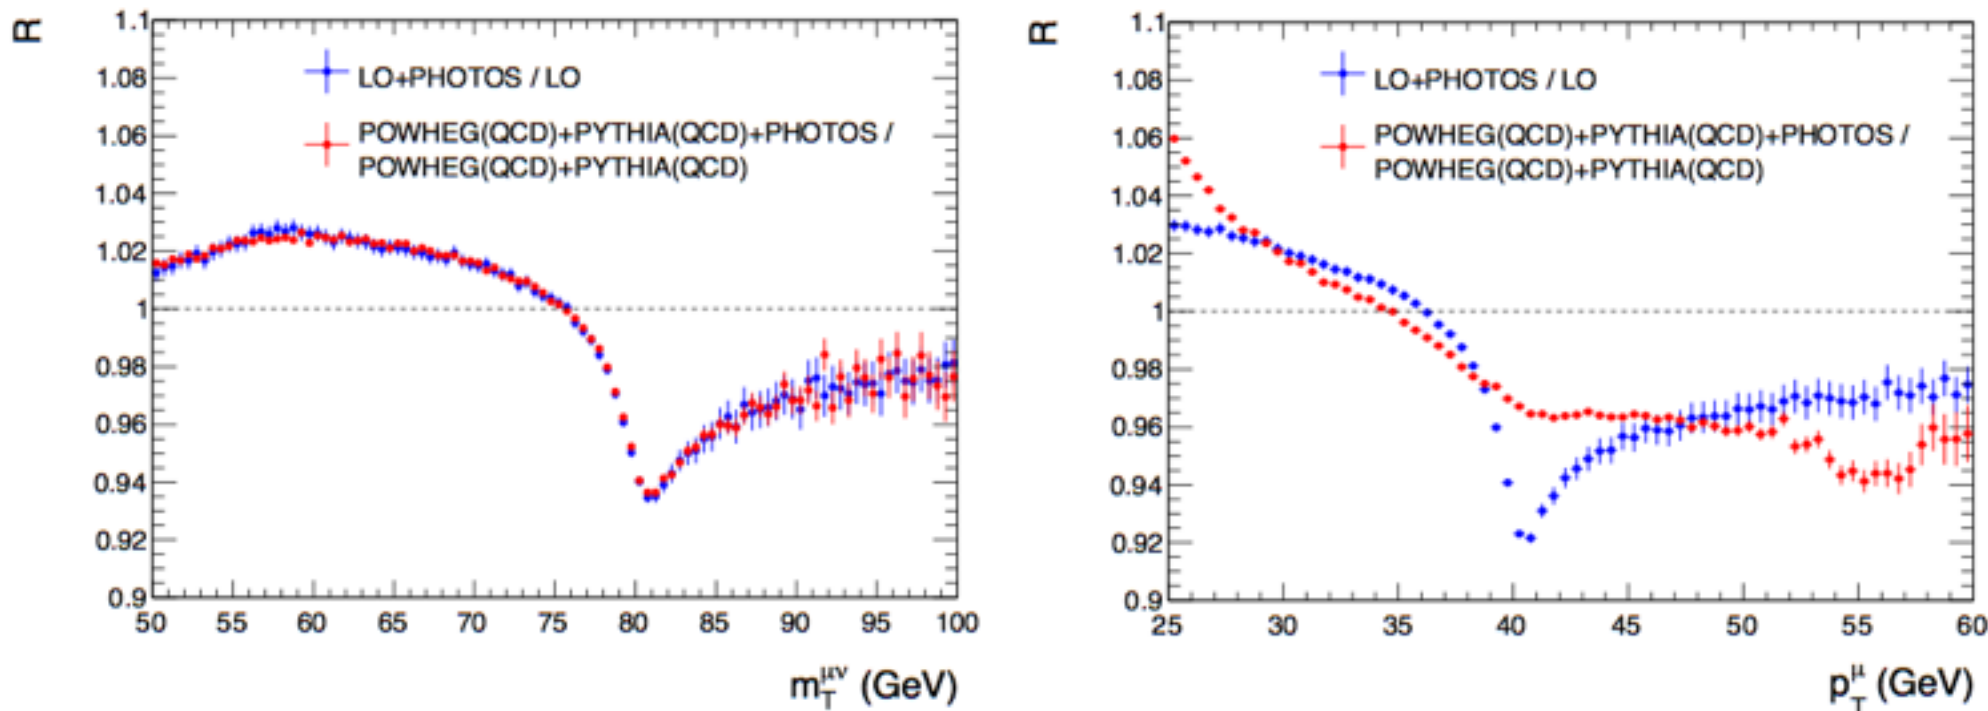 R
1.1
1.08
1.06
1.04
1.02
1
0.98
0.96
0.94
0.92
0.9
LO+PHOTOS / LO
POWHEG(QCD)+PYTHIA(QCD)+PHOTOS /
POWHEG(QCD)+PYTHIA(QCD)
50 55 60 65 70 75 80 85 90 95 100
m_T^{μν} (GeV)
R
1.1
1.08
1.06
1.04
1.02
1
0.98
0.96
0.94
0.92
0.9
LO+PHOTOS / LO
POWHEG(QCD)+PYTHIA(QCD)+PHOTOS /
POWHEG(QCD)+PYTHIA(QCD)
25 30 35 40 45 50 55 60
p_T^μ (GeV)